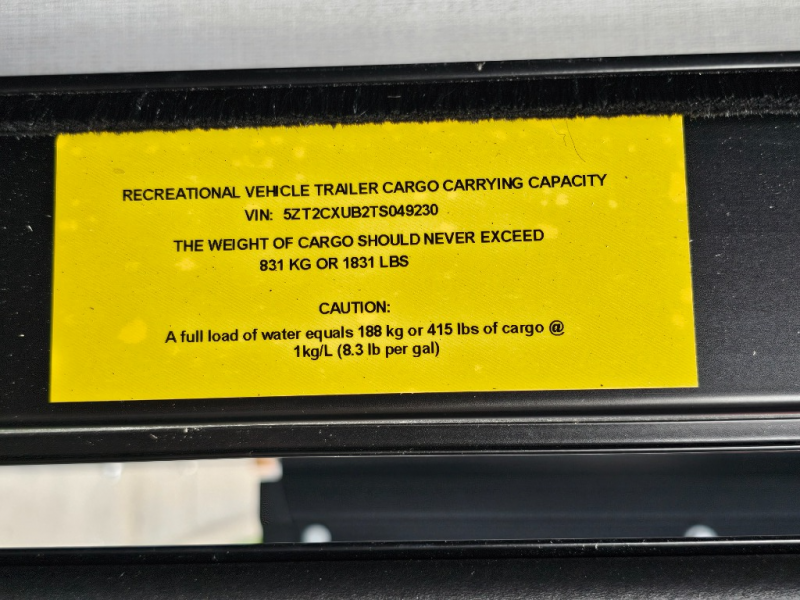 RECREATIONAL VEHICLE TRAILER CARGO CARRYING CAPACITY
VIN: 5ZT2CXUB2TS049230
THE WEIGHT OF CARGO SHOULD NEVER EXCEED
831 KG OR 1831 LBS
CAUTION:
A full load of water equals 188 kg or 415 lbs of cargo @
1kg/L (8.3 lb per gal)